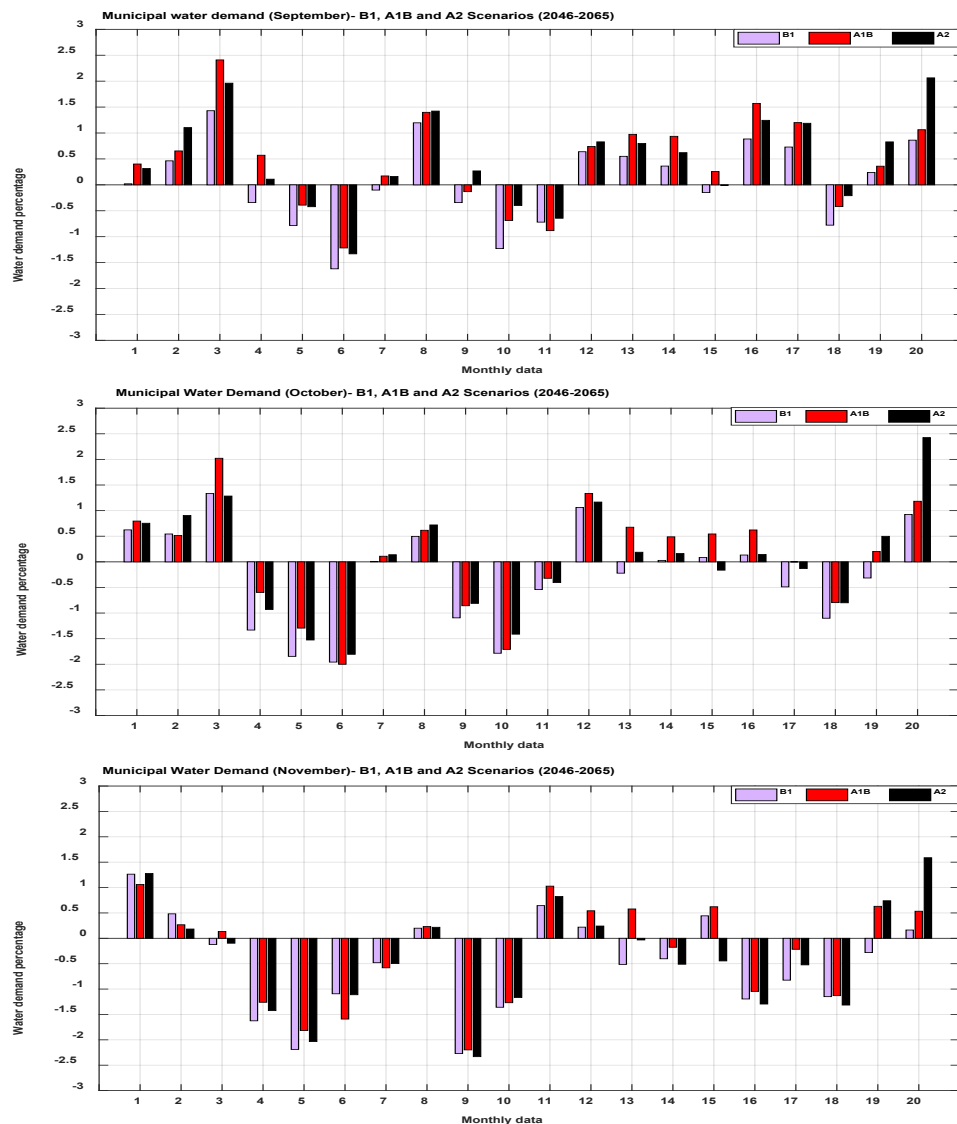 Municipal water demand (September)- B1, A1B and A2 Scenarios (2046-2065)
B1 A1B A2
3
2.5
2
1.5
1
0.5
0
-0.5
-1
-1.5
-2
-2.5
-3
Water demand percentage
1 2 3 4 5 6 7 8 9 10 11 12 13 14 15 16 17 18 19 20
Monthly data
Municipal Water Demand (October)- B1, A1B and A2 Scenarios (2046-2065)
B1 A1B A2
3
2.5
2
1.5
1
0.5
0
-0.5
-1
-1.5
-2
-2.5
-3
Water demand percentage
1 2 3 4 5 6 7 8 9 10 11 12 13 14 15 16 17 18 19 20
Monthly data
Municipal Water Demand (November)- B1, A1B and A2 Scenarios (2046-2065)
B1 A1B A2
3
2.5
2
1.5
1
0.5
0
-0.5
-1
-1.5
-2
-2.5
-3
Water demand percentage
1 2 3 4 5 6 7 8 9 10 11 12 13 14 15 16 17 18 19 20
Monthly data